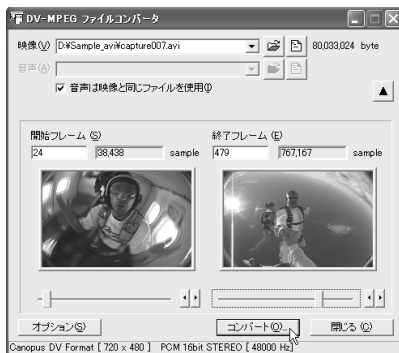 DV-MPEG ファイルコンバータ
映像(V) D:¥Sample_avi¥capture007.avi 80,033,024 byte
音声(A)
音声は映像と同じファイルを使用(I)
開始フレーム (S) 終了フレーム (E)
24 38,438 sample 479 767,167 sample
オプション(S) コンバート(O)... 閉じる (C)
Canopus DV Format [ 720 x 480 ] PCM 16bit STEREO [ 48000 Hz]